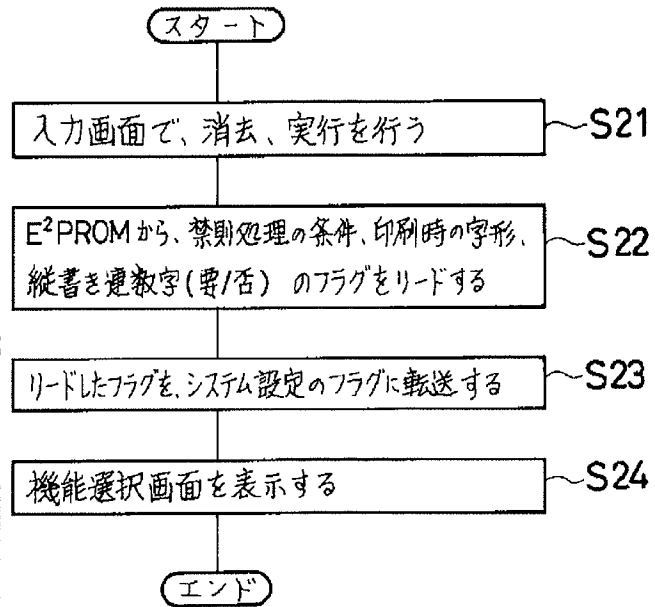 スタート
入力画面で、消去、実行を行う
S21
E²PROMから、禁則処理の条件、印刷時の字形、
縦書き連数字(要/否) のフラグをリードする
S22
リードしたフラグを、システム設定のフラグに転送する
S23
機能選択画面を表示する
S24
エンド